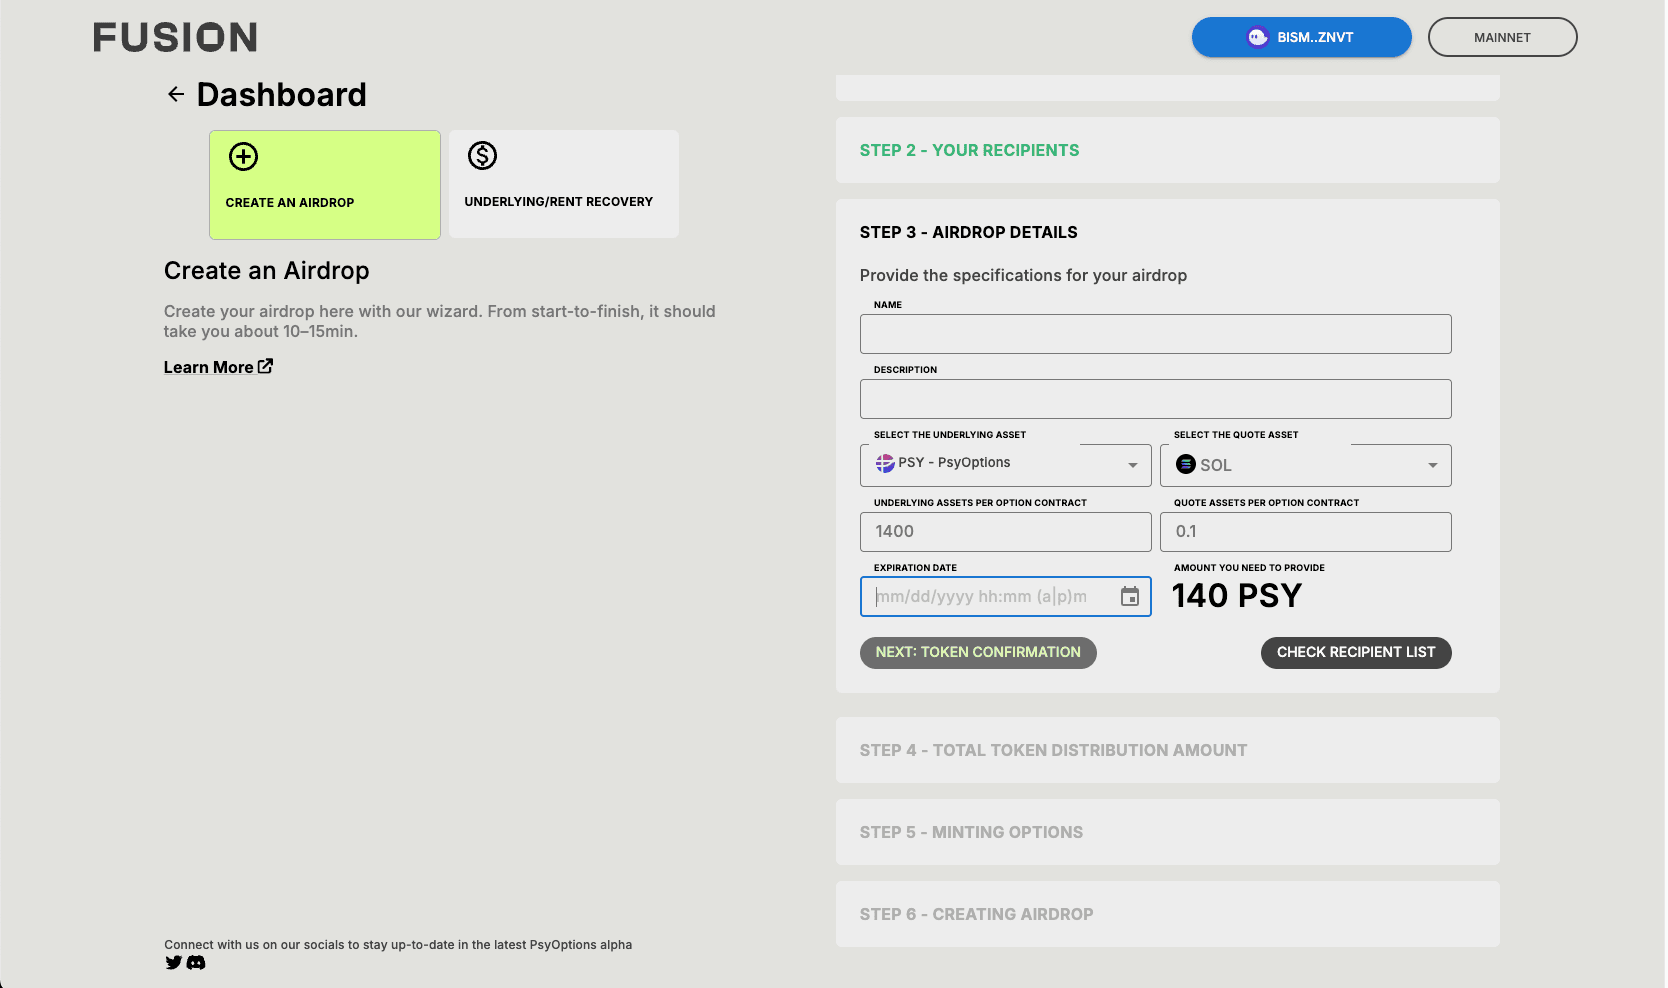 FUSION
BISM..ZNVT
MAINNET
Dashboard
CREATE AN AIRDROP
UNDERLYING/RENT RECOVERY
Create an Airdrop
Create your airdrop here with our wizard. From start-to-finish, it should
take you about 10–15min.
Learn More
STEP 2 - YOUR RECIPIENTS
STEP 3 - AIRDROP DETAILS
Provide the specifications for your airdrop
NAME
DESCRIPTION
SELECT THE UNDERLYING ASSET
SELECT THE QUOTE ASSET
PSY - PsyOptions
SOL
UNDERLYING ASSETS PER OPTION CONTRACT
QUOTE ASSETS PER OPTION CONTRACT
1400
0.1
EXPIRATION DATE
AMOUNT YOU NEED TO PROVIDE
mm/dd/yyyy hh:mm (a|p)m
140 PSY
NEXT: TOKEN CONFIRMATION
CHECK RECIPIENT LIST
STEP 4 - TOTAL TOKEN DISTRIBUTION AMOUNT
STEP 5 - MINTING OPTIONS
STEP 6 - CREATING AIRDROP
Connect with us on our socials to stay up-to-date in the latest PsyOptions alpha